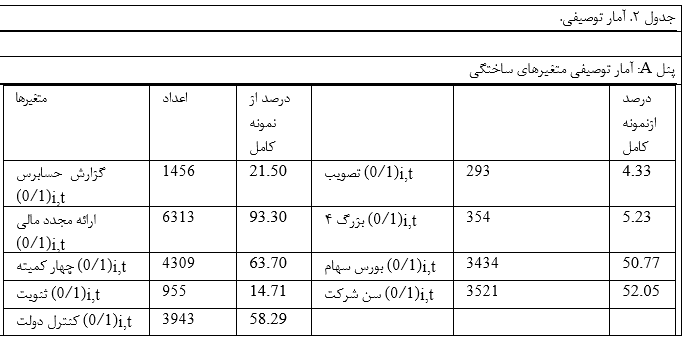 جدول ۲. آمار توصیفی.
پنل A: آمار توصیفی متغیرهای ساختگی
متغیرها اعداد درصد از درصد
نمونه ازنمونه
کامل کامل
گزارش حسابرس 1456 21.50 تصویب (0/1)i,t 293 4.33
(0/1)i,t
ارائه مجدد مالی 6313 93.30 بزرگ ۴ (0/1)i,t 354 5.23
(0/1)i,t
چهار کمیته (0/1)i,t 4309 63.70 بورس سهام (0/1)i,t 3434 50.77
ثنویت (0/1)i,t 955 14.71 سن شرکت (0/1)i,t 3521 52.05
کنترل دولت (0/1)i,t 3943 58.29